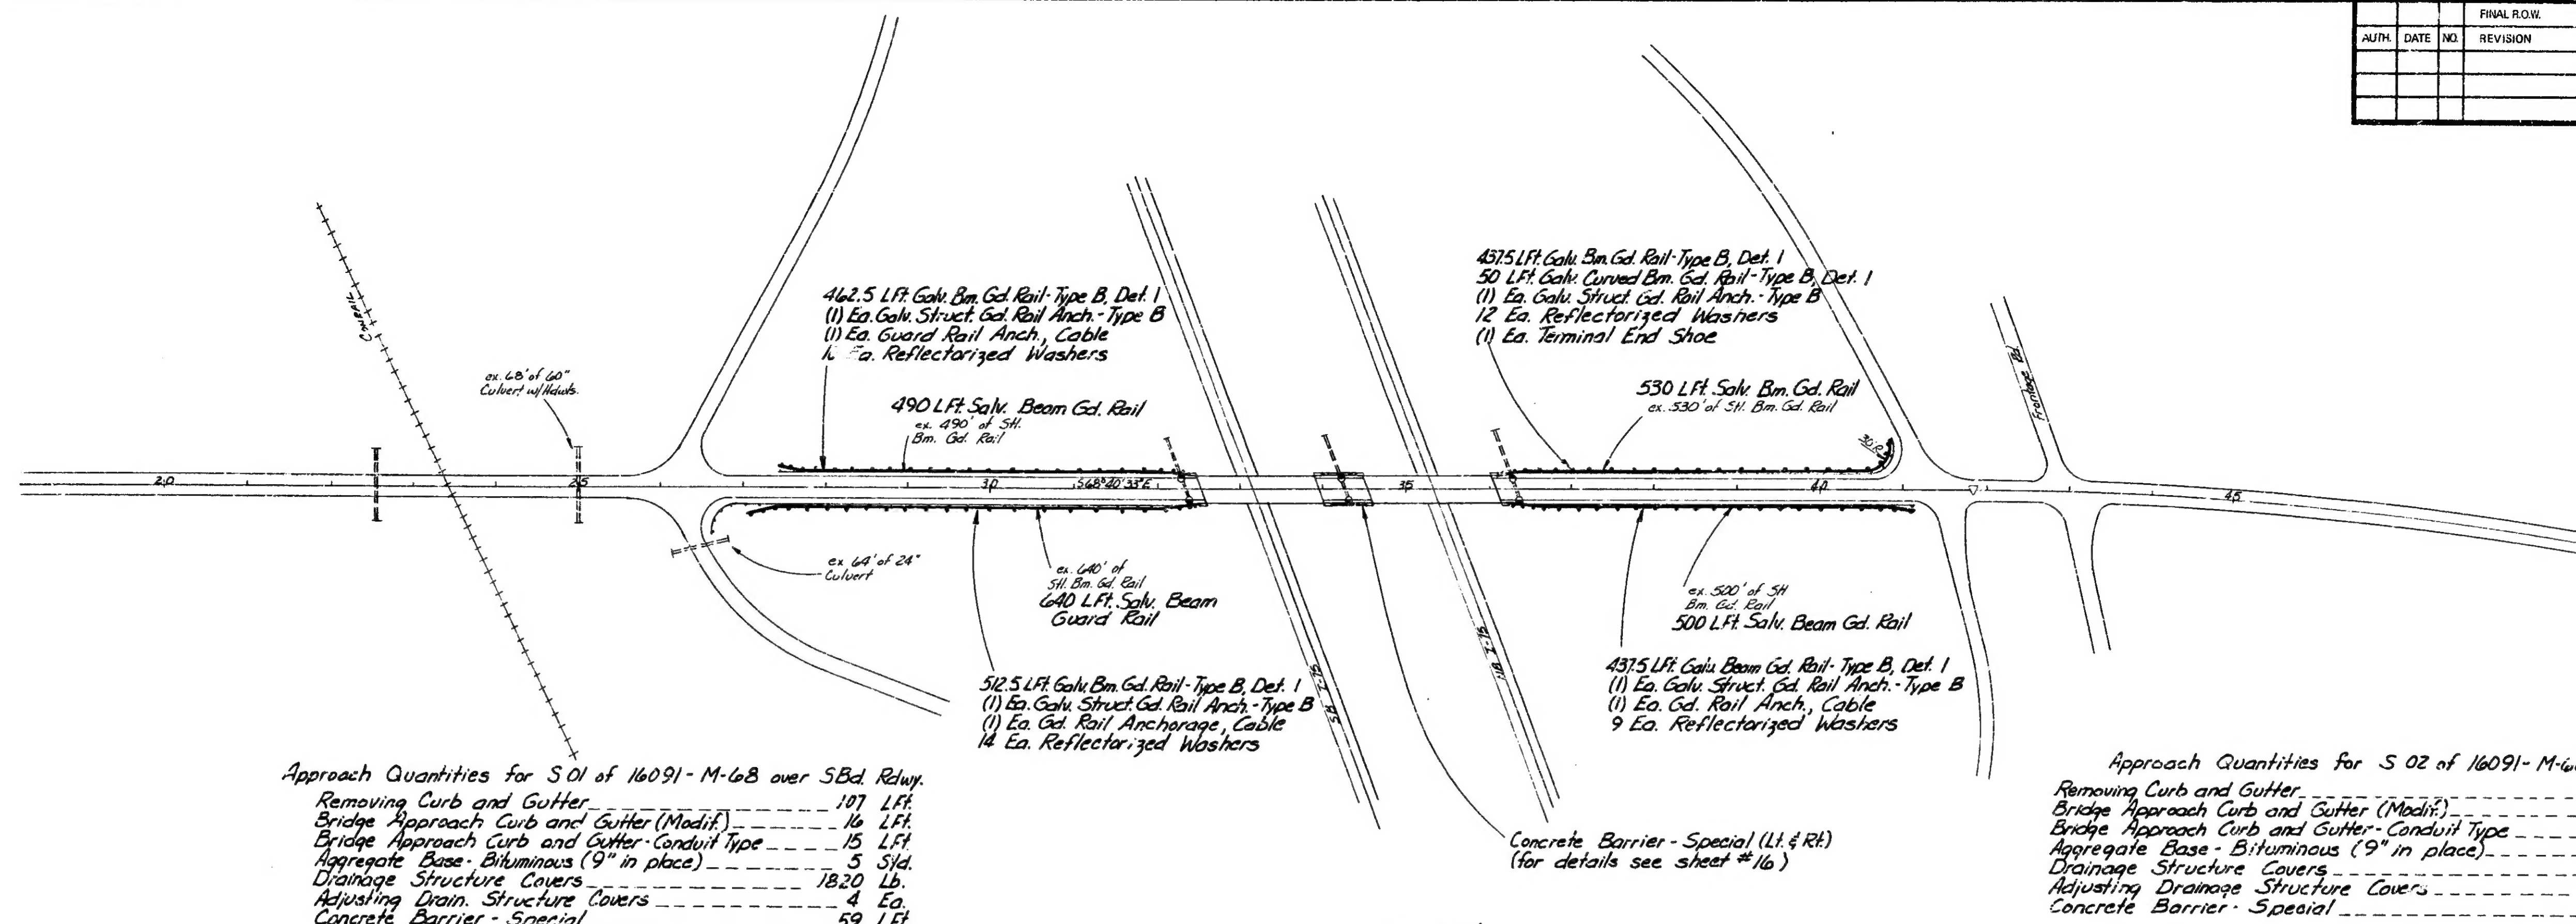 FINAL R.O.W.
AUTH. DATE NO. REVISION
CONRAIL
ex. 68' of 60"
Culvert w/Hdwls.
462.5 LFt. Galv. Bm. Gd. Rail-Type B, Det. 1
(1) Ea. Galv. Struct. Gd. Rail Anch.-Type B
(1) Ea. Guard Rail Anch., Cable
Ea. Reflectorized Washers
490 LFt. Salv. Beam Gd. Rail
ex. 490' of Stl.
Bm. Gd. Rail
437.5 LFt. Galv. Bm. Gd. Rail-Type B, Det. 1
50 LFt. Galv. Curved Bm. Gd. Rail-Type B, Det. 1
(1) Ea. Galv. Struct. Gd. Rail Anch.-Type B
12 Ea. Reflectorized Washers
(1) Ea. Terminal End Shoe
530 LFt. Salv. Bm. Gd. Rail
ex. 530' of Stl. Bm. Gd. Rail
Frontage Rd.
20 25 30 S68°40'33"E 35 40 45
ex 64' of 24"
Culvert
ex. 640' of
Stl. Bm. Gd. Rail
640 LFt. Salv. Beam
Guard Rail
ex. 500' of Stl
Bm. Gd. Rail
500 LFt. Salv. Beam Gd. Rail
SB I-75
NB I-75
512.5 LFt. Galv. Bm. Gd. Rail-Type B, Det. 1
(1) Ea. Galv. Struct. Gd. Rail Anch.-Type B
(1) Ea. Gd. Rail Anchorage, Cable
14 Ea. Reflectorized Washers
437.5 LFt. Galv. Beam Gd. Rail-Type B, Det. 1
(1) Ea. Galv. Struct. Gd. Rail Anch.-Type B
(1) Ea. Gd. Rail Anch., Cable
9 Ea. Reflectorized Washers
Concrete Barrier - Special (Lt. & Rt.)
(for details see sheet #16)
Approach Quantities for S 01 of 16091 - M-68 over SBd. Rdwy.
Removing Curb and Gutter 107 LFt.
Bridge Approach Curb and Gutter (Modif.) 16 LFt.
Bridge Approach Curb and Gutter-Conduit Type 15 LFt.
Aggregate Base - Bituminous (9" in place) 5 Syd.
Drainage Structure Covers 1820 Lb.
Adjusting Drain. Structure Covers 4 Ea.
Concrete Barrier - Special 59 LFt
Approach Quantities for S 02 of 16091 - M-6
Removing Curb and Gutter
Bridge Approach Curb and Gutter (Modif.)
Bridge Approach Curb and Gutter-Conduit Type
Aggregate Base - Bituminous (9" in place)
Drainage Structure Covers
Adjusting Drainage Structure Covers
Concrete Barrier - Special